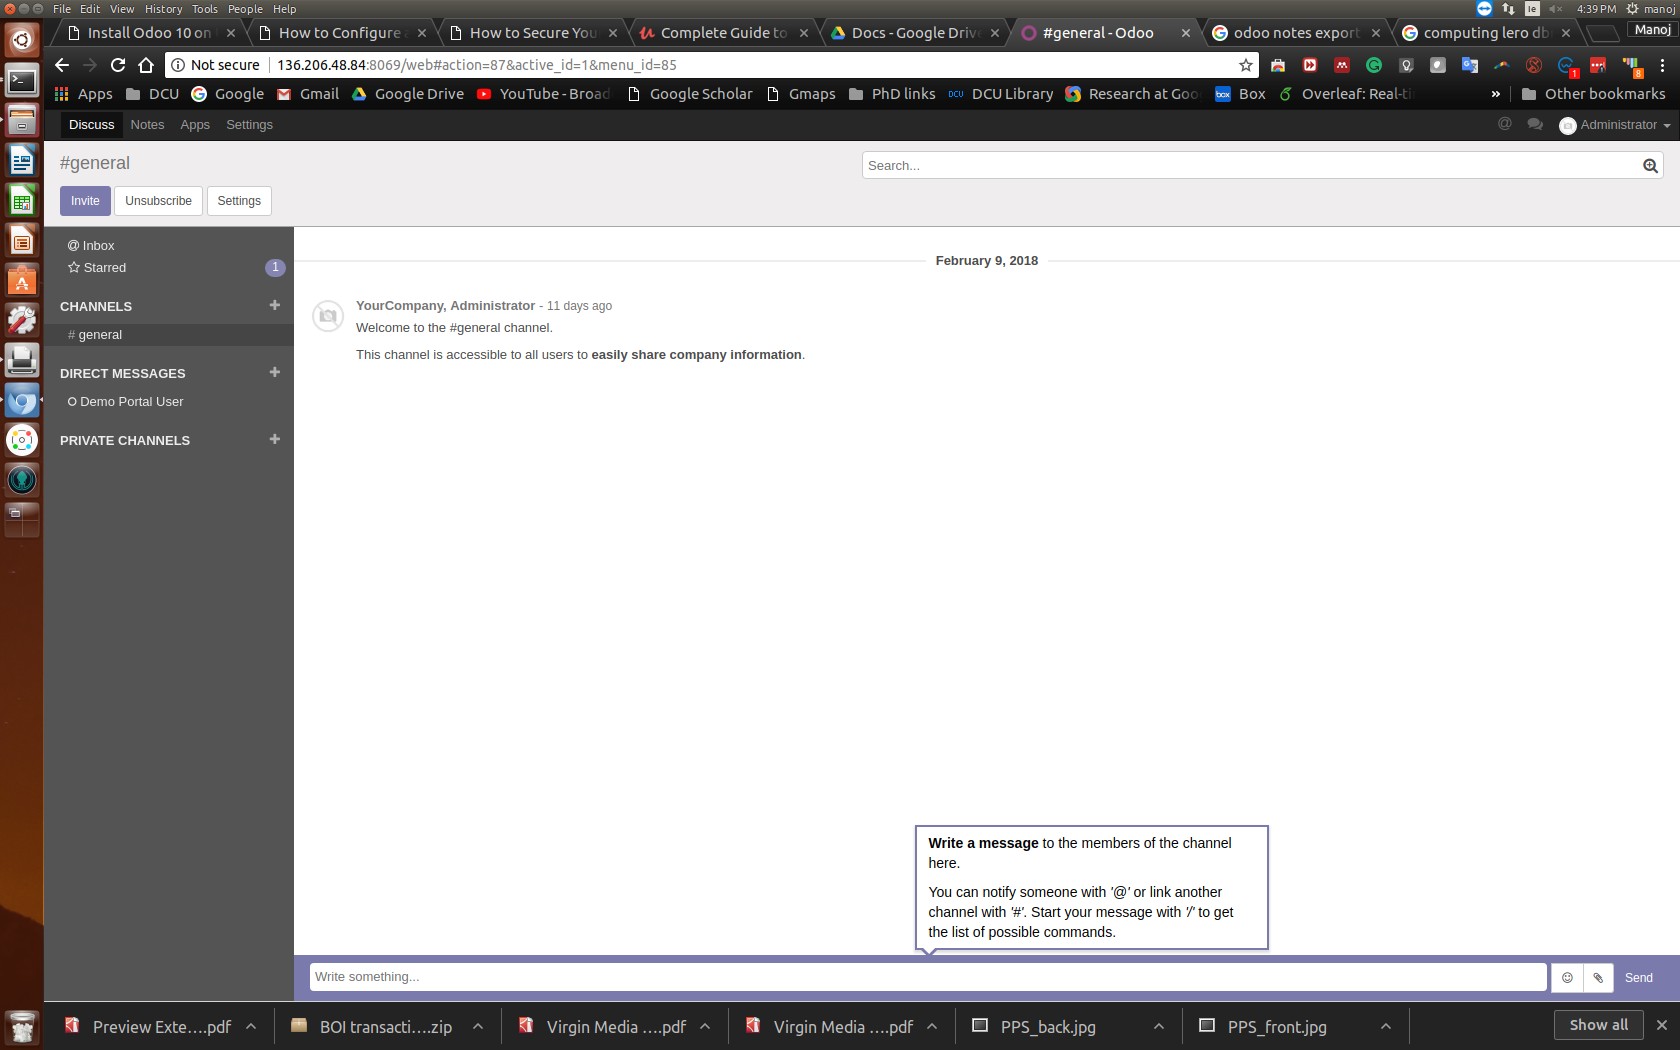 File Edit View History Tools People Help
4:39 PM manoj
Install Odoo 10 on
How to Configure
How to Secure You
Complete Guide to
Docs - Google Drive
#general - Odoo
odoo notes export
computing lero db
Manoj
Not secure 136.206.48.84:8069/web#action=87&active_id=1&menu_id=85
1
8
Apps DCU Google Gmail Google Drive YouTube - Broad Google Scholar Gmaps PhD links DCU DCU Library Research at Goo box Box Overleaf: Real-ti » Other bookmarks
Discuss Notes Apps Settings @ Administrator
#general
Search...
Invite Unsubscribe Settings
@ Inbox
Starred 1
CHANNELS +
# general
DIRECT MESSAGES +
Demo Portal User
PRIVATE CHANNELS +
February 9, 2018
YourCompany, Administrator - 11 days ago
Welcome to the #general channel.
This channel is accessible to all users to easily share company information.
Write a message to the members of the channel
here.
You can notify someone with '@' or link another
channel with '#'. Start your message with '/' to get
the list of possible commands.
Write something...
Send
Preview Exte....pdf
BOI transacti....zip
Virgin Media ....pdf
Virgin Media ....pdf
PPS_back.jpg
PPS_front.jpg
Show all